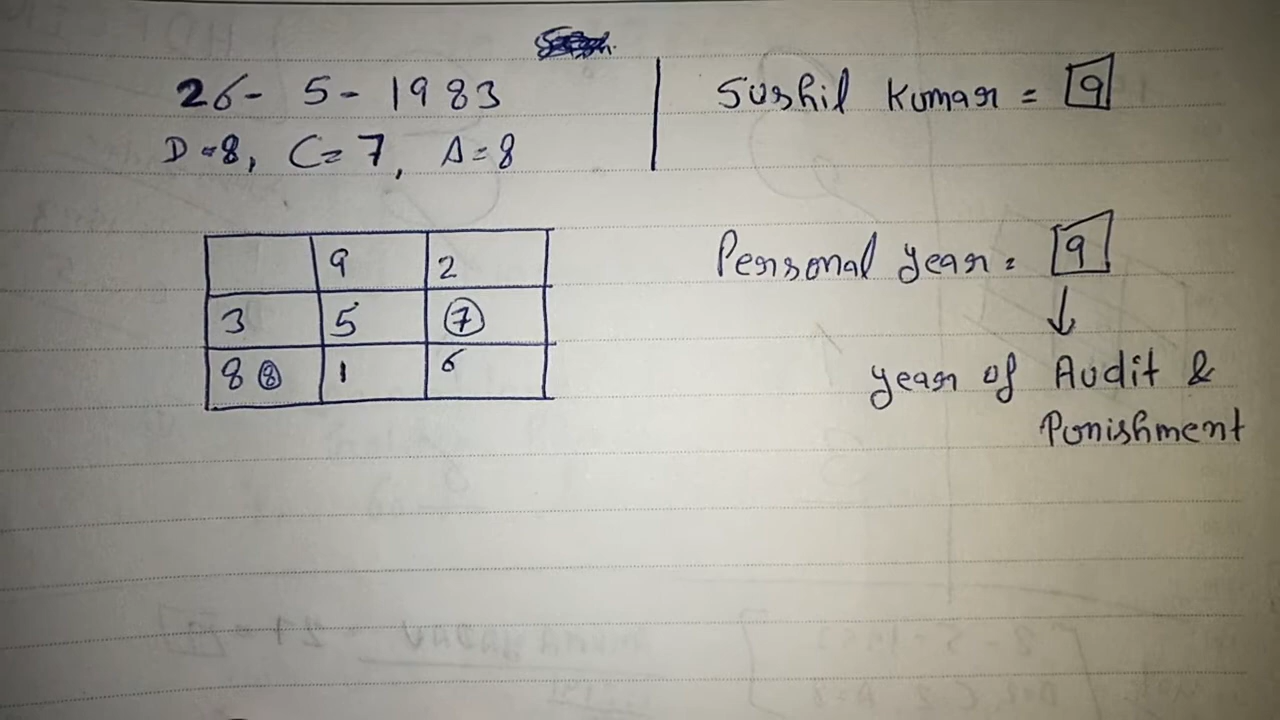 26- 5- 1983
D=8, C=7, A=8
Sushil Kumar = 9
9 2
3 5 7
8 8 1 6
Personal year = 9
↓
year of Audit &
Punishment